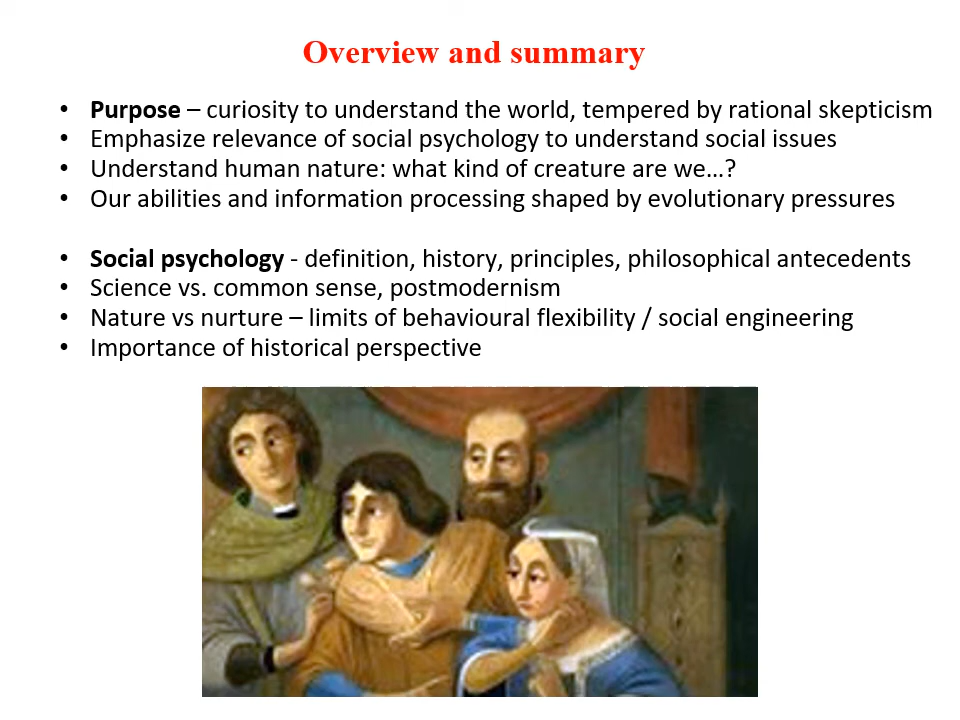 Overview and summary
• Purpose – curiosity to understand the world, tempered by rational skepticism
• Emphasize relevance of social psychology to understand social issues
• Understand human nature: what kind of creature are we…?
• Our abilities and information processing shaped by evolutionary pressures
• Social psychology - definition, history, principles, philosophical antecedents
• Science vs. common sense, postmodernism
• Nature vs nurture – limits of behavioural flexibility / social engineering
• Importance of historical perspective